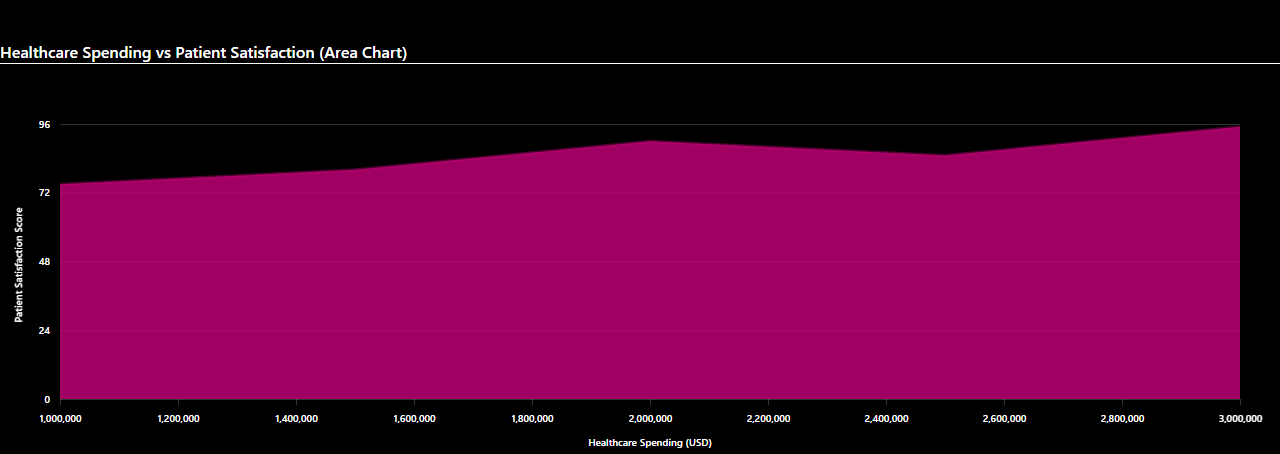 Healthcare Spending vs Patient Satisfaction (Area Chart)
96
72
48
24
0
Patient Satisfaction Score
1,000,000 1,200,000 1,400,000 1,600,000 1,800,000 2,000,000 2,200,000 2,400,000 2,600,000 2,800,000 3,000,000
Healthcare Spending (USD)